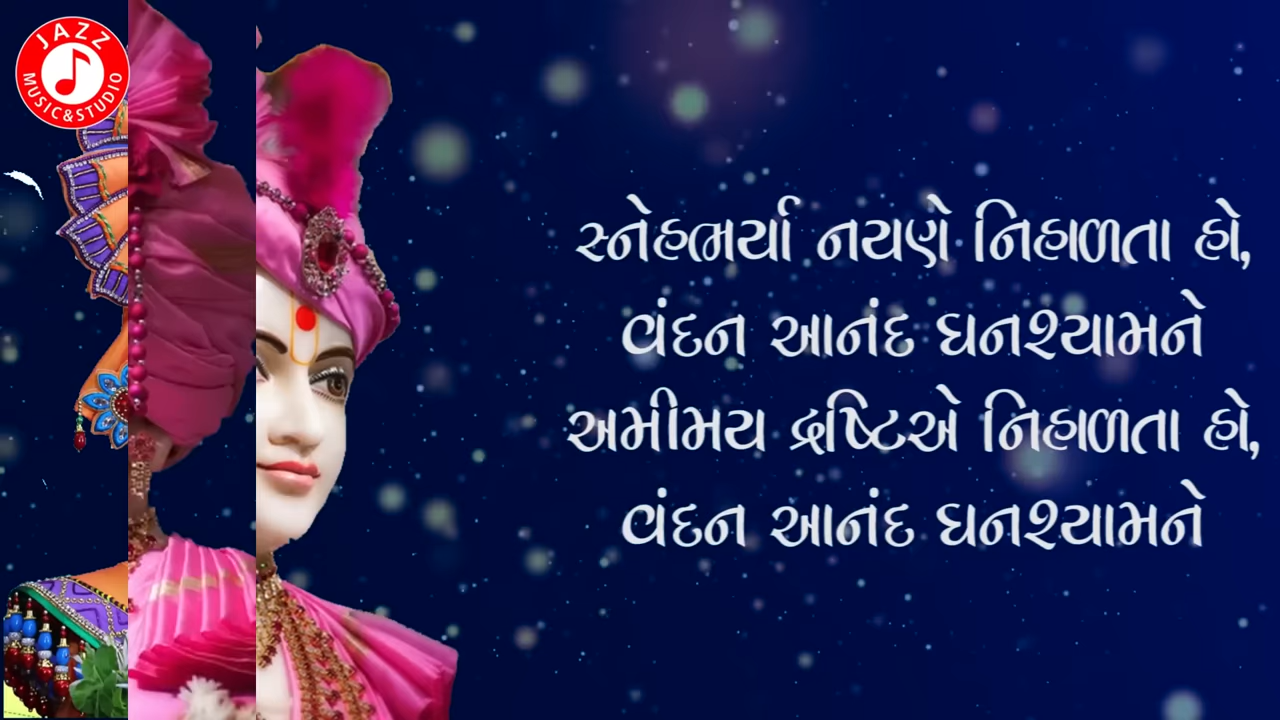 JAZZ
MUSIC&STUDIO
સ્નેહભર્યા નયણે નિહાળતા હો,
વંદન આનંદ ઘનશ્યામને
અમીમય દ્રષ્ટિએ નિહાળતા હો,
વંદન આનંદ ઘનશ્યામને